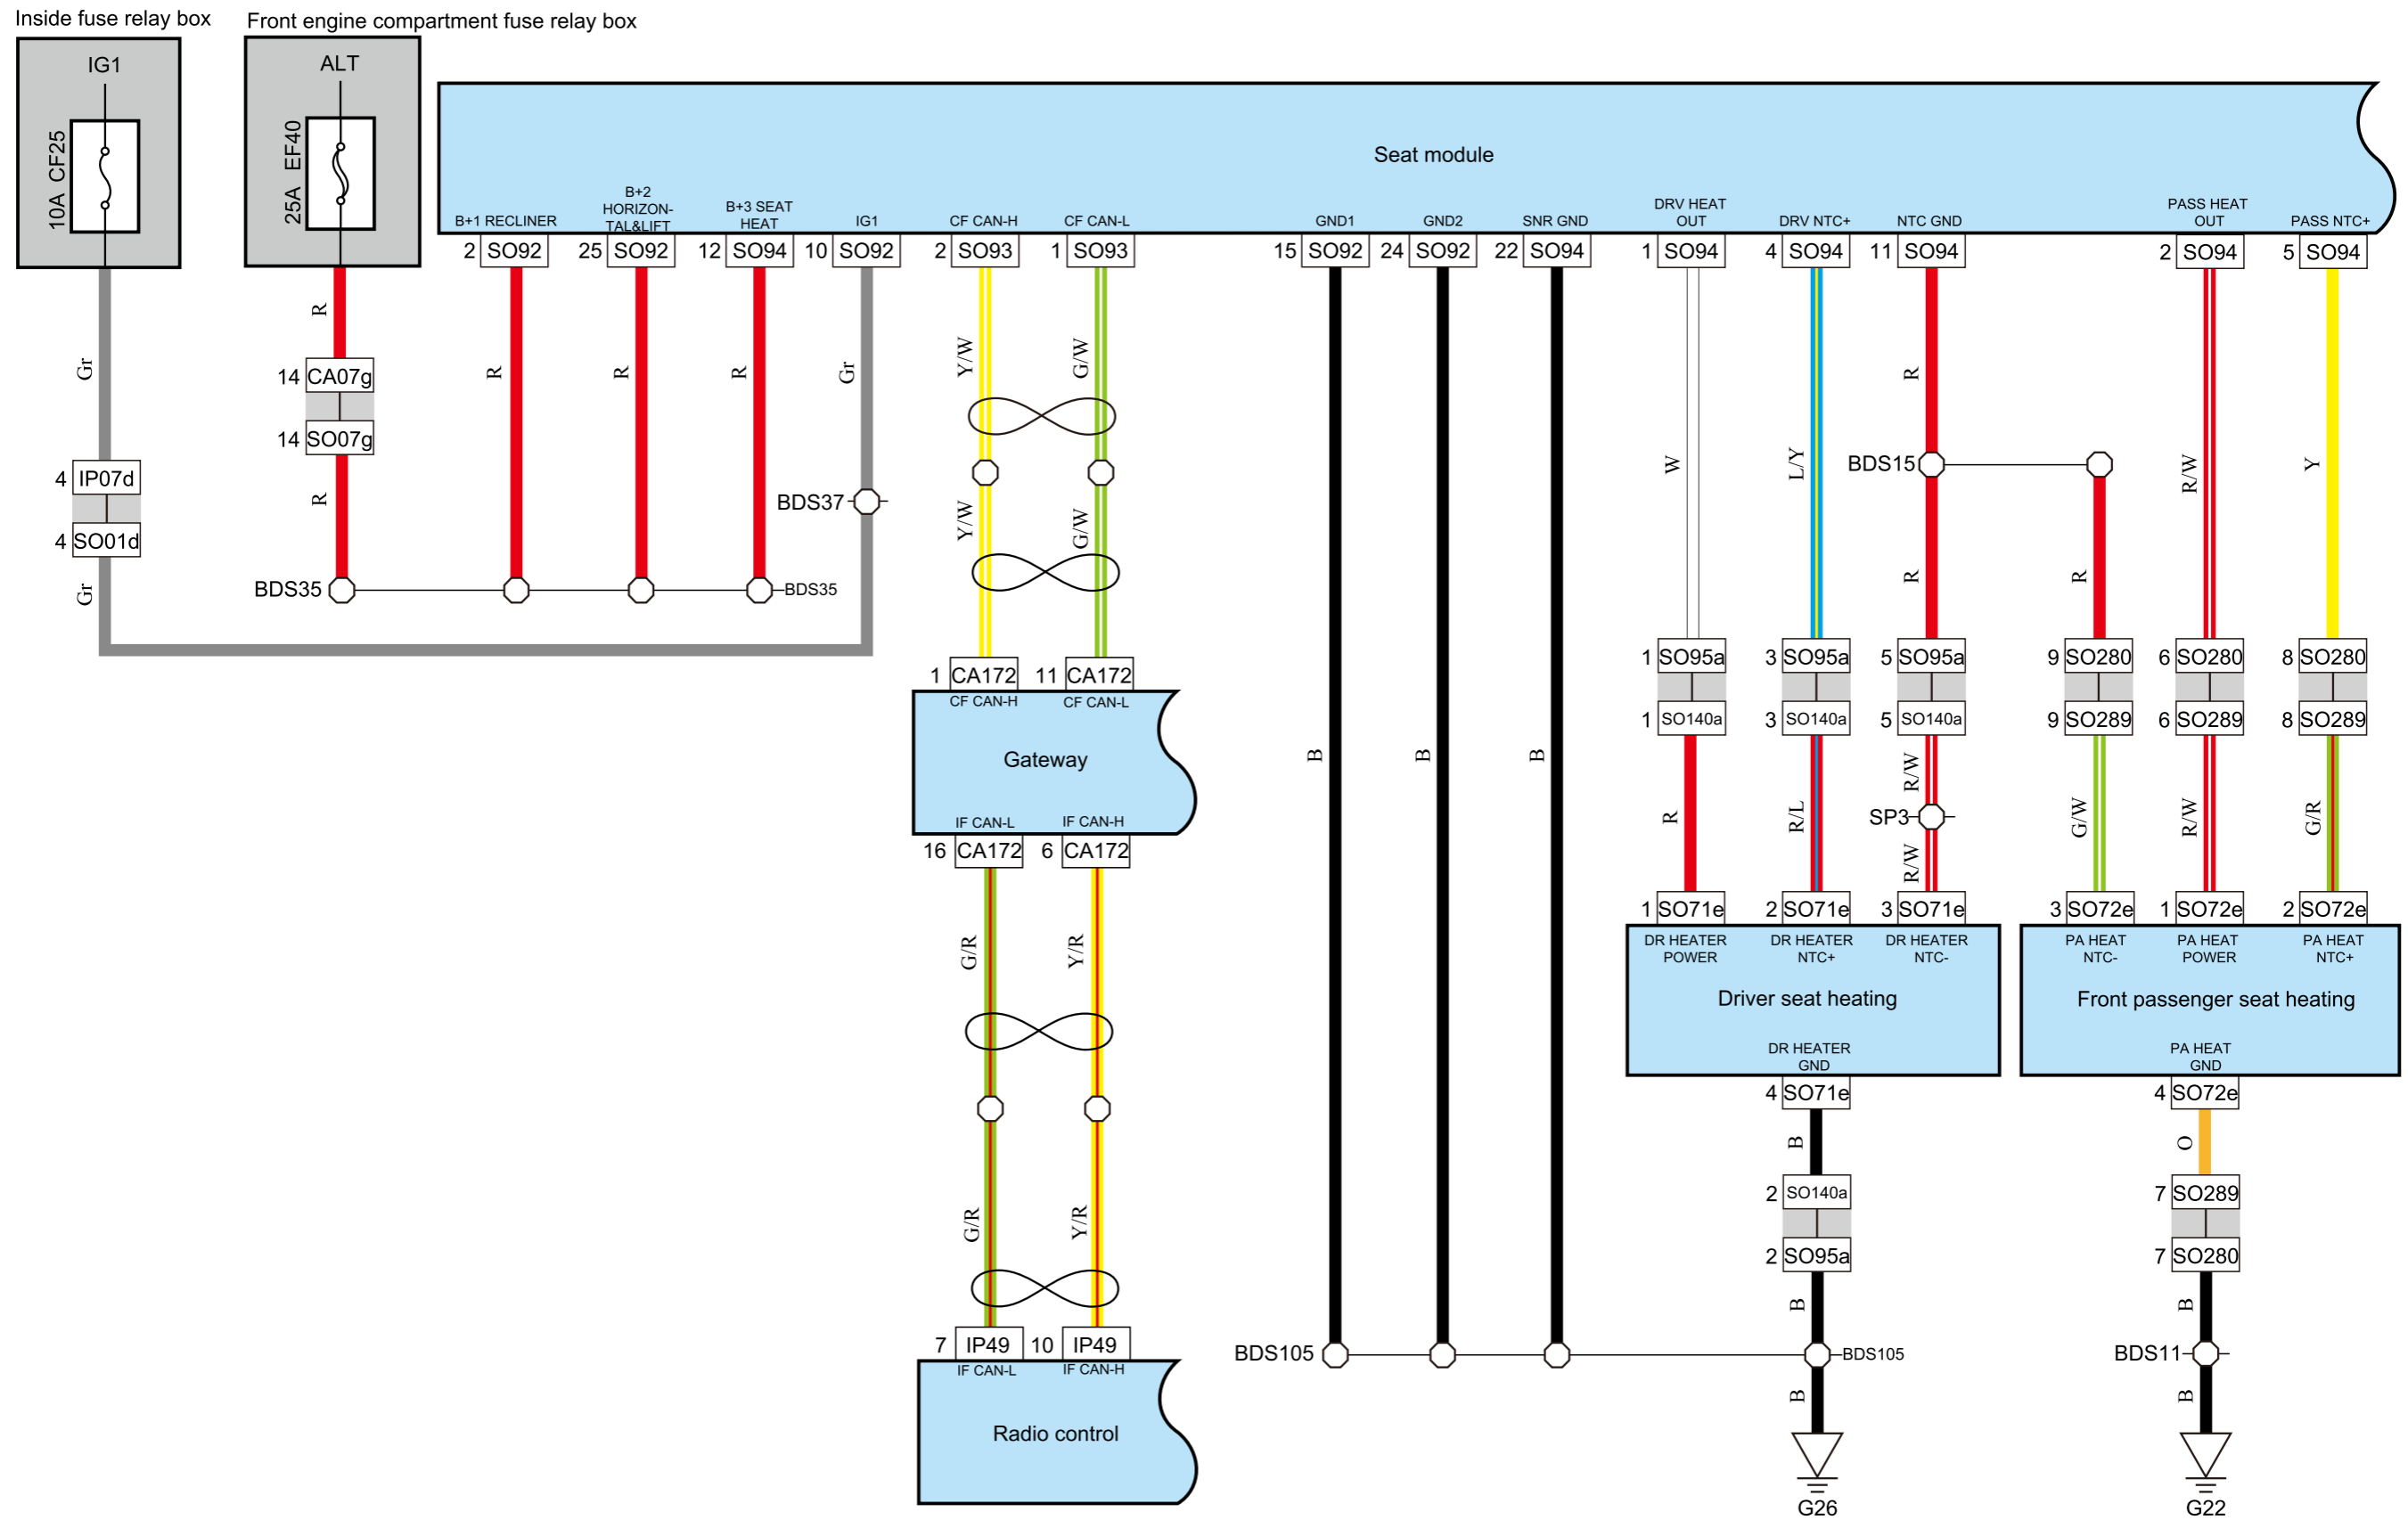 Inside fuse relay box
Front engine compartment fuse relay box
IG1
ALT
10A CF25
25A EF40
Seat module
B+1 RECLINER
B+2
HORIZON-
TAL&LIFT
B+3 SEAT
HEAT
IG1
CF CAN-H
CF CAN-L
GND1
GND2
SNR GND
DRV HEAT
OUT
DRV NTC+
NTC GND
PASS HEAT
OUT
PASS NTC+
2 SO92
25 SO92
12 SO94
10 SO92
2 SO93
1 SO93
15 SO92
24 SO92
22 SO94
1 SO94
4 SO94
11 SO94
2 SO94
5 SO94
R
Gr
R
R
R
Gr
Y/W
G/W
R
14 CA07g
14 SO07g
W
L/Y
BDS15
R/W
Y
4 IP07d
4 SO01d
R
BDS37
Y/W
G/W
Gr
BDS35
BDS35
R
R
1 SO95a
3 SO95a
5 SO95a
9 SO280
6 SO280
8 SO280
1 SO140a
3 SO140a
5 SO140a
9 SO289
6 SO289
8 SO289
1 CA172
11 CA172
CF CAN-H
CF CAN-L
Gateway
IF CAN-L
IF CAN-H
16 CA172
6 CA172
B
B
B
R
R/L
R/W
SP3
R/W
G/W
R/W
G/R
1 SO71e
2 SO71e
3 SO71e
3 SO72e
1 SO72e
2 SO72e
DR HEATER
POWER
DR HEATER
NTC+
DR HEATER
NTC-
PA HEAT
NTC-
PA HEAT
POWER
PA HEAT
NTC+
Driver seat heating
Front passenger seat heating
DR HEATER
GND
PA HEAT
GND
G/R
Y/R
4 SO71e
4 SO72e
B
O
2 SO140a
7 SO289
2 SO95a
7 SO280
G/R
Y/R
B
B
7 IP49
10 IP49
IF CAN-L
IF CAN-H
Radio control
BDS105
BDS105
BDS11
B
B
G26
G22